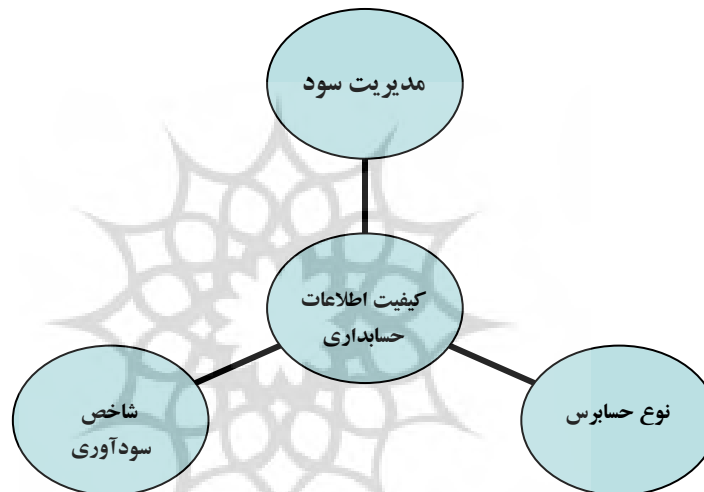 مدیریت سود
کیفیت اطلاعات
حسابداری
نوع حسابرس
شاخص
سودآوری